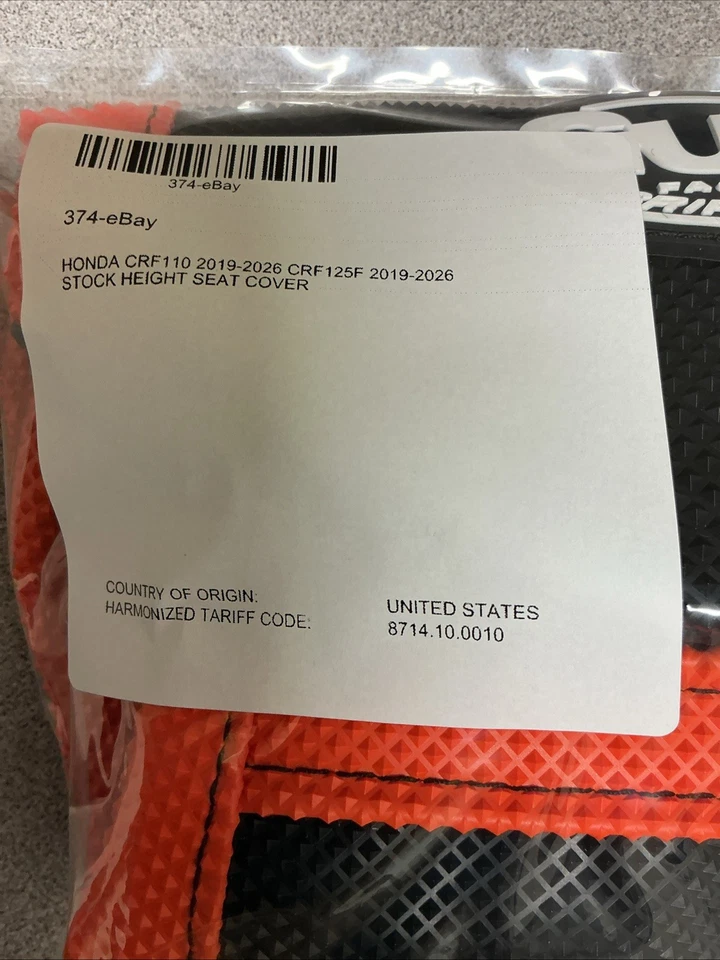 374-eBay
374-eBay
HONDA CRF110 2019-2026 CRF125F 2019-2026
STOCK HEIGHT SEAT COVER
COUNTRY OF ORIGIN: UNITED STATES
HARMONIZED TARIFF CODE: 8714.10.0010